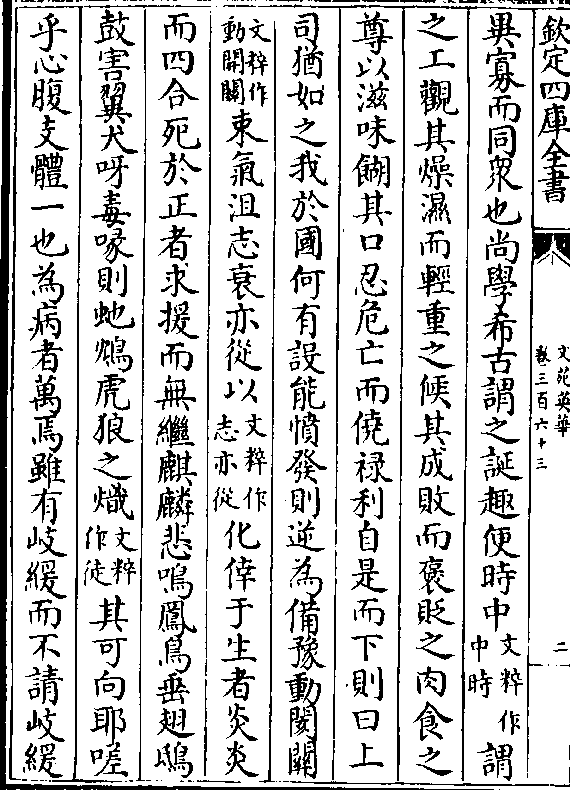 欽定四庫全書
文苑英華
卷三百六十三
二
異寡而同衆也尚學希古謂之誕趣便時中文粹作中時謂
之工觀其燥濕而輕重之候其成敗而褒貶之肉食之
尊以滋味餬其口忍危亡而僥禄利自是而下則曰上
司猶如之我於國何有設能憤發則逆為備豫動閡關
文粹作動開闗束氣沮志衰亦從以文粹作志亦從化倖于生者炎炎
而四合死於正者求援而無繼麒麟悲鳴鳳鳥垂翅鴟
鼓害翼犬呀毒喙則虵鴆虎狼之熾文粹作徒其可向耶嗟
乎心腹支體一也為病者萬焉雖有岐緩而不請岐緩